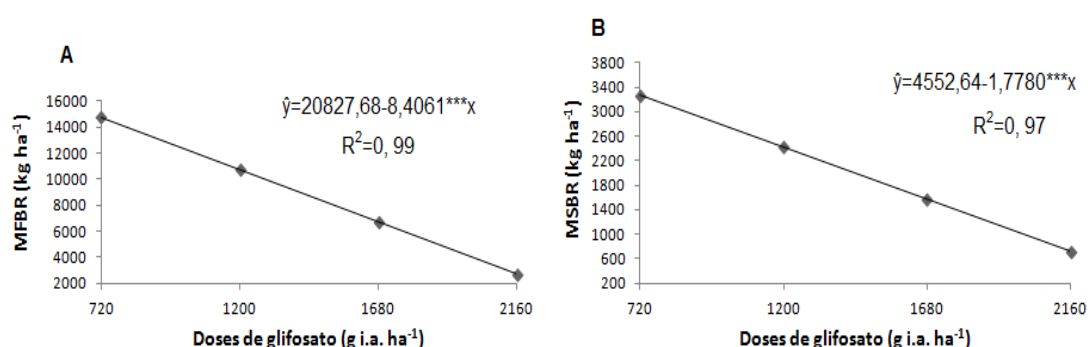 A
ŷ=20827,68-8,4061***x
R²=0, 99
MFBR (kg ha⁻¹)
16000
14000
12000
10000
8000
6000
4000
2000
720
1200
1680
2160
Doses de glifosato (g i.a. ha⁻¹)
B
ŷ=4552,64-1,7780***x
R²=0, 97
MSBR (kg ha⁻¹)
3800
3400
3000
2600
2200
1800
1400
1000
600
200
720
1200
1680
2160
Doses de glifosato (g i.a. ha⁻¹)